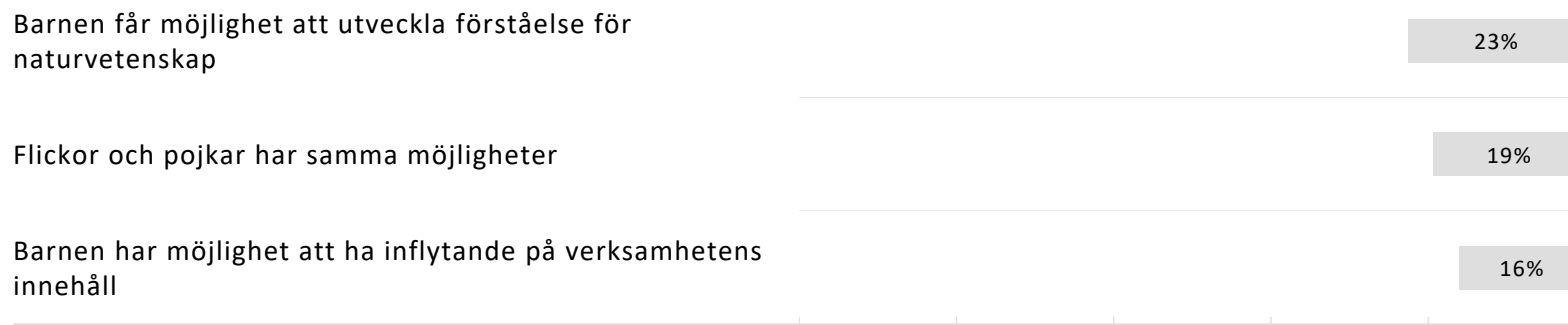 Barnen får möjlighet att utveckla förståelse för
naturvetenskap
23%
Flickor och pojkar har samma möjligheter
19%
Barnen har möjlighet att ha inflytande på verksamhetens
innehåll
16%